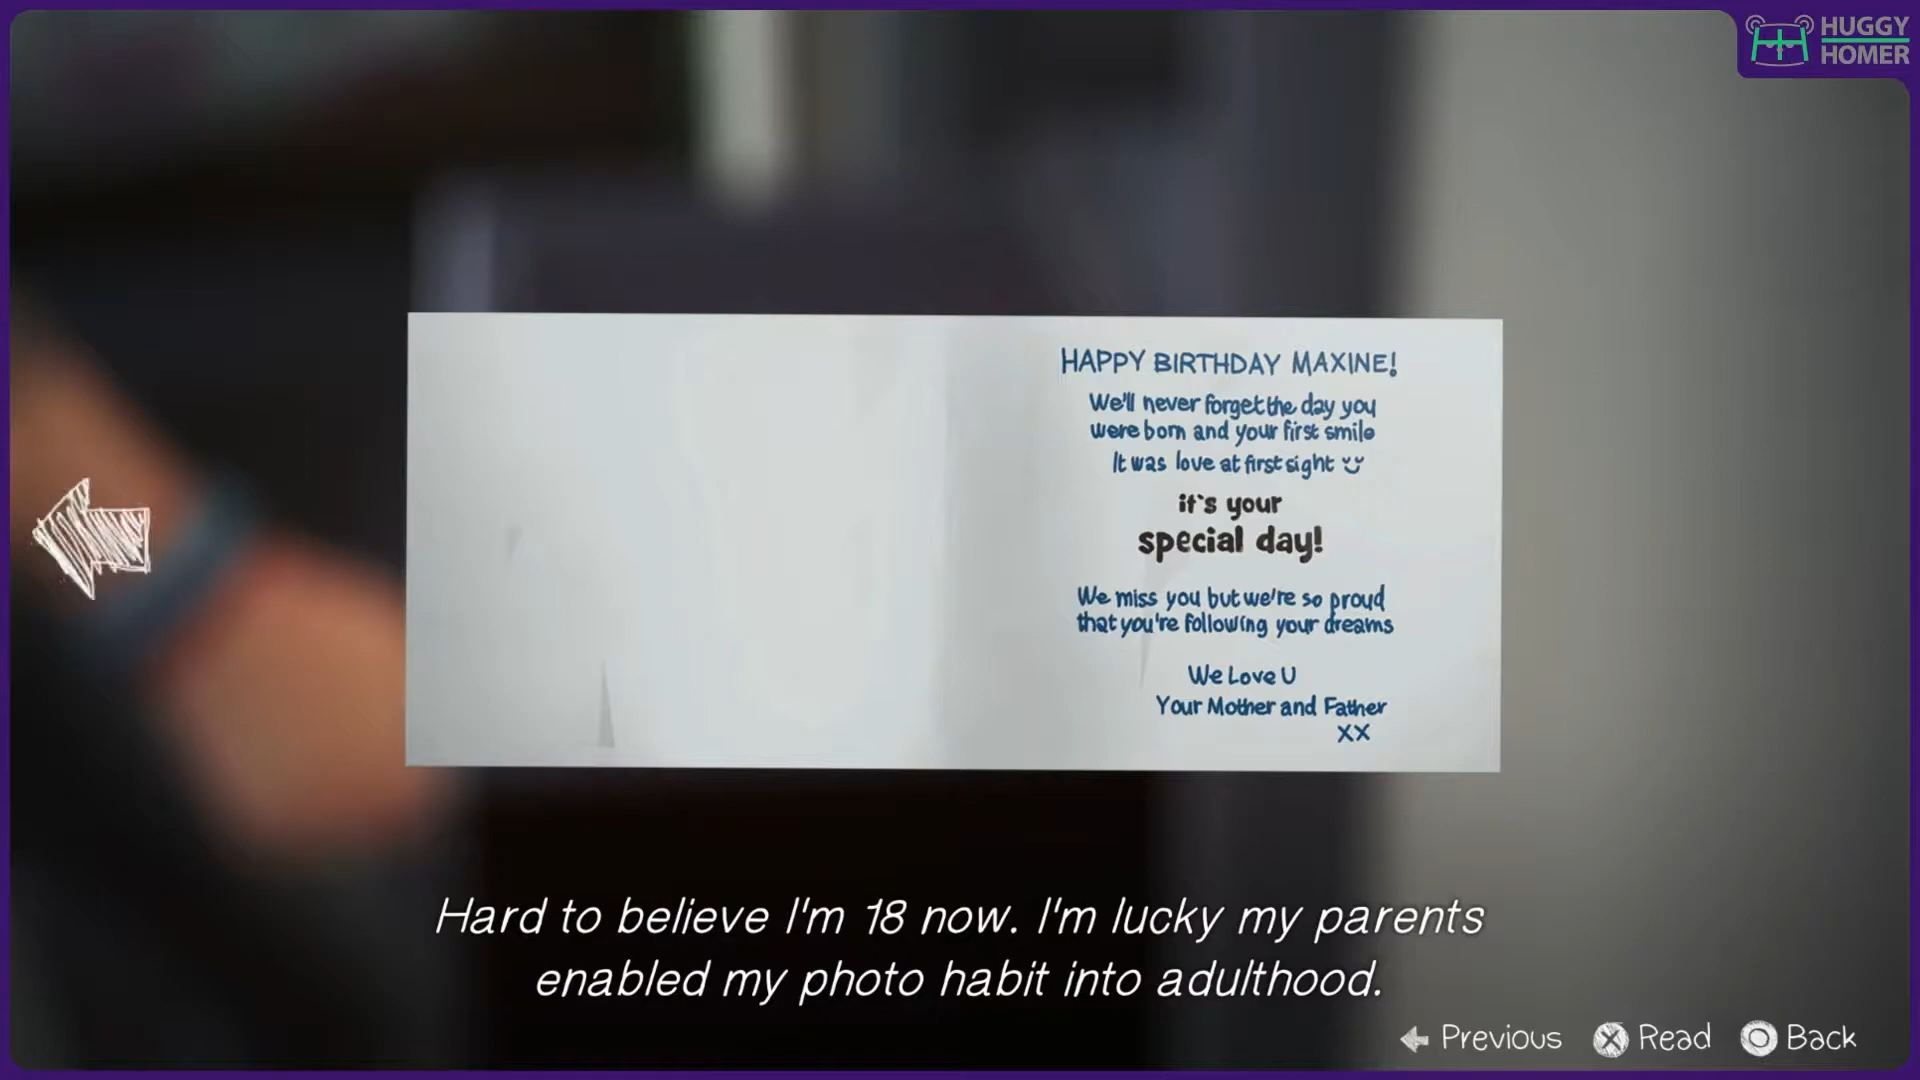 HUGGY
HOMER
HAPPY BIRTHDAY MAXINE!
We'll never forget the day you
were born and your first smile
It was love at first sight
it's your
special day!
We miss you but we're so proud
that you're following your dreams
We Love U
Your Mother and Father
XX
Hard to believe I'm 18 now. I'm lucky my parents
enabled my photo habit into adulthood.
Previous Read Back